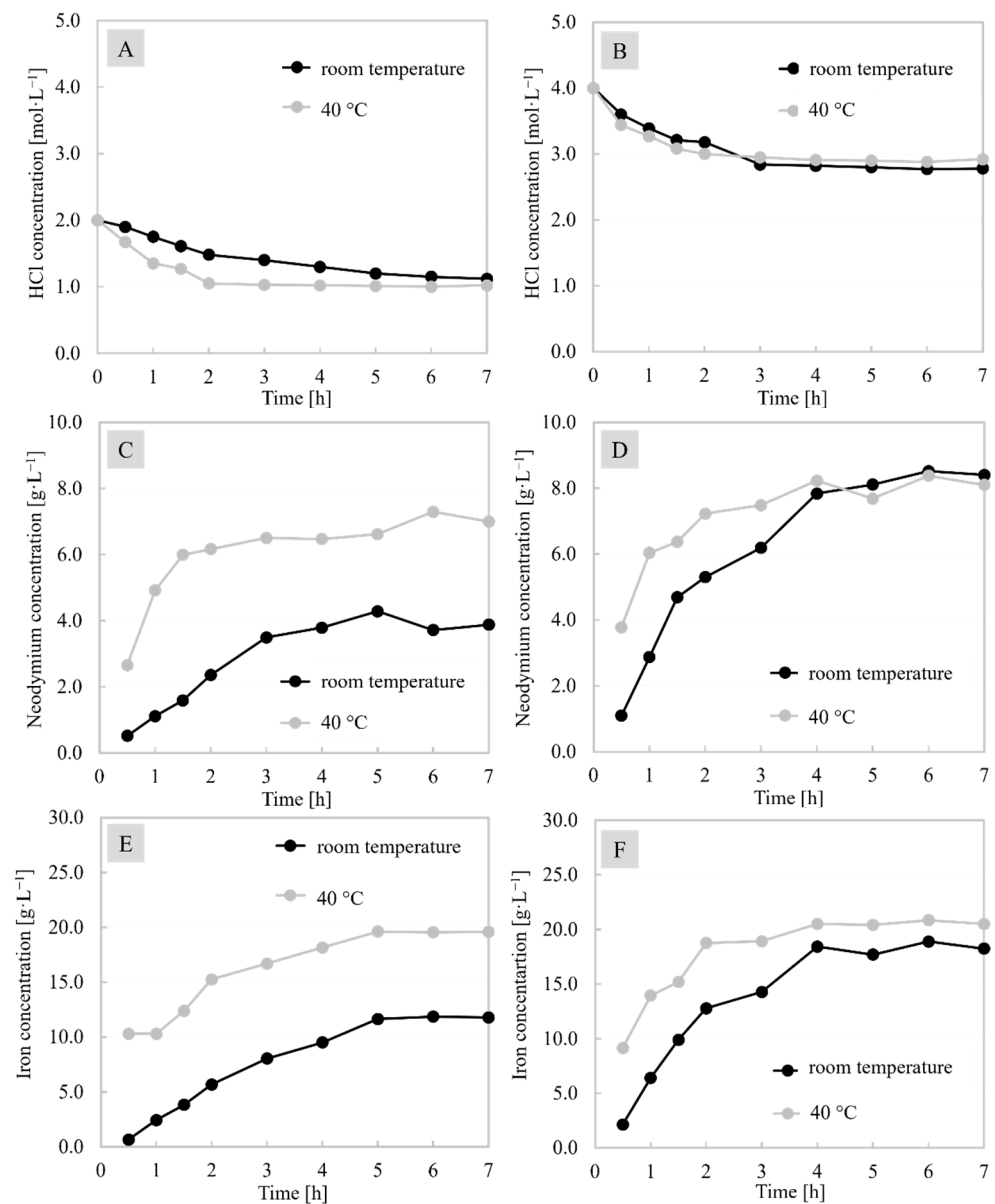 A
HCl concentration [mol·L⁻¹]
5.0
4.0
3.0
2.0
1.0
0.0
room temperature
40 °C
0 1 2 3 4 5 6 7
Time [h]
B
HCl concentration [mol·L⁻¹]
5.0
4.0
3.0
2.0
1.0
0.0
room temperature
40 °C
0 1 2 3 4 5 6 7
Time [h]
C
Neodymium concentration [g·L⁻¹]
10.0
8.0
6.0
4.0
2.0
0.0
room temperature
40 °C
0 1 2 3 4 5 6 7
Time [h]
D
Neodymium concentration [g·L⁻¹]
10.0
8.0
6.0
4.0
2.0
0.0
room temperature
40 °C
0 1 2 3 4 5 6 7
Time [h]
E
Iron concentration [g·L⁻¹]
30.0
25.0
20.0
15.0
10.0
5.0
0.0
room temperature
40 °C
0 1 2 3 4 5 6 7
Time [h]
F
Iron concentartion [g·L⁻¹]
30.0
25.0
20.0
15.0
10.0
5.0
0.0
room temperature
40 °C
0 1 2 3 4 5 6 7
Time [h]